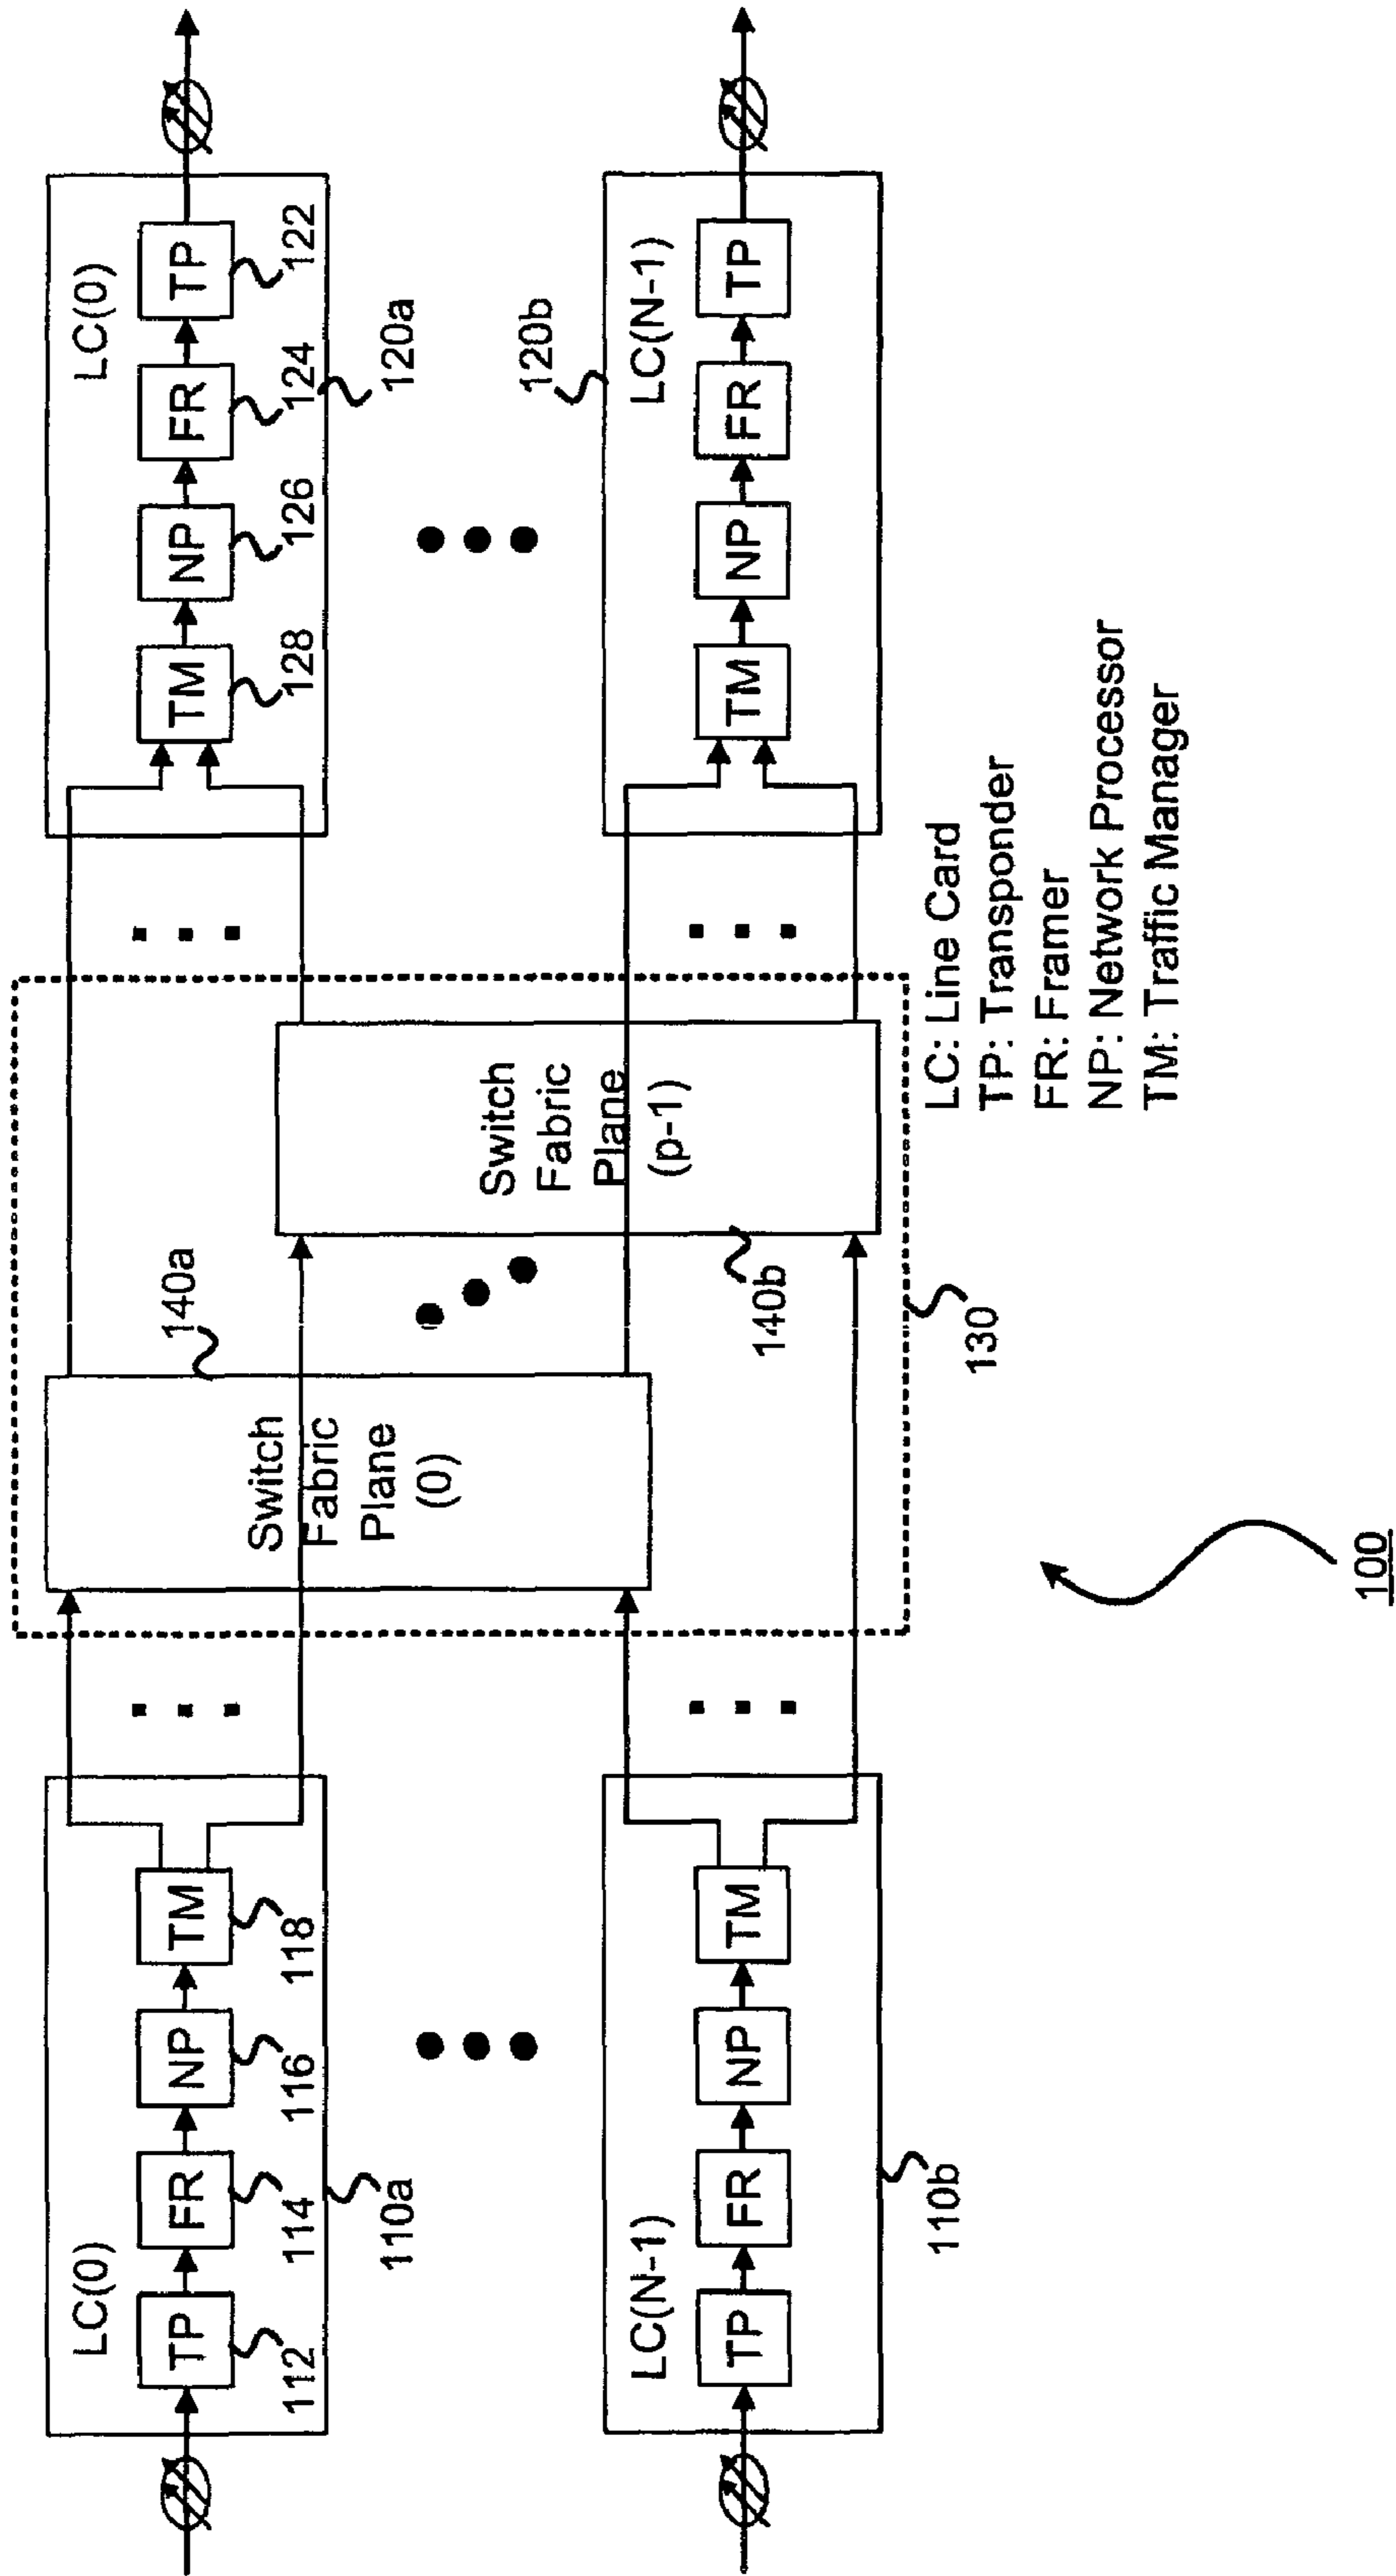 LC(0)
TP
FR
NP
TM
112
114
116
118
110a
LC(N-1)
TP
FR
NP
TM
110b
Switch
Fabric
Plane
(0)
140a
Switch
Fabric
Plane
(p-1)
140b
130
LC(0)
TM
NP
FR
TP
128
126
124
122
120a
120b
LC(N-1)
TM
NP
FR
TP
LC: Line Card
TP: Transponder
FR: Framer
NP: Network Processor
TM: Traffic Manager
100